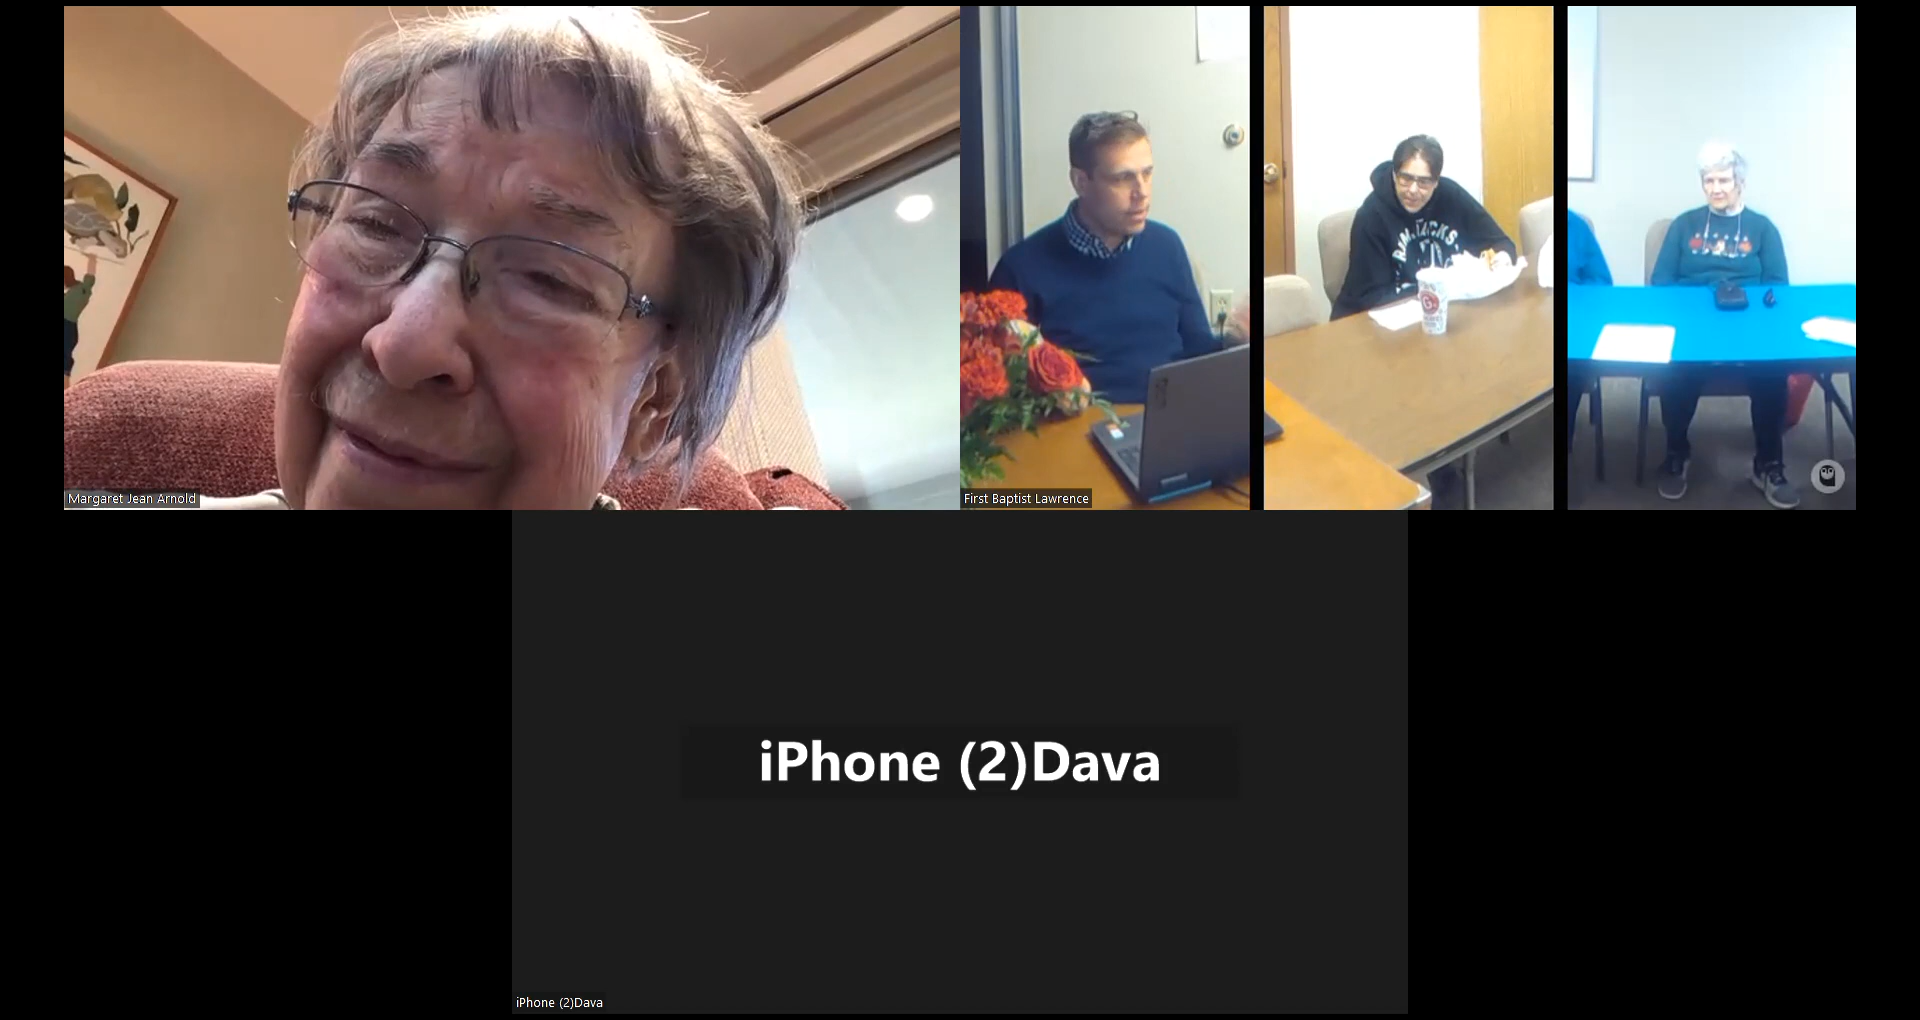 Margaret Jean Arnold
First Baptist Lawrence
iPhone (2)Dava
iPhone (2)Dava